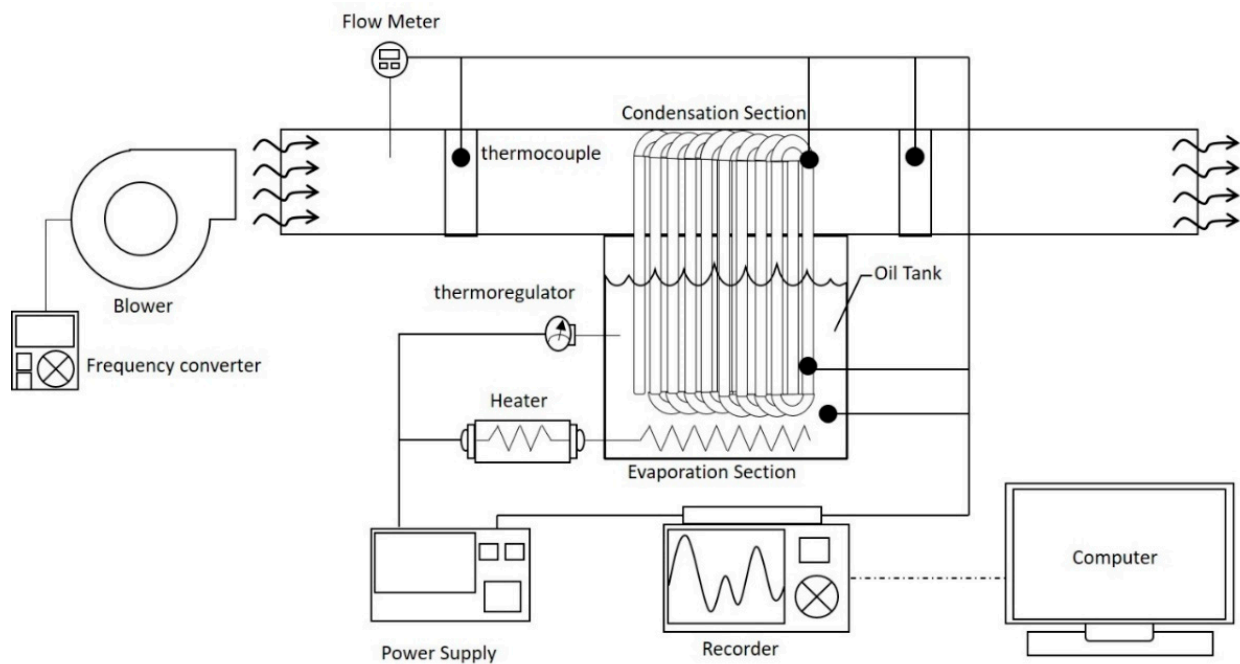 Flow Meter
Condensation Section
thermocouple
Oil Tank
thermoregulator
Blower
Frequency converter
Heater
Evaporation Section
Computer
Power Supply
Recorder